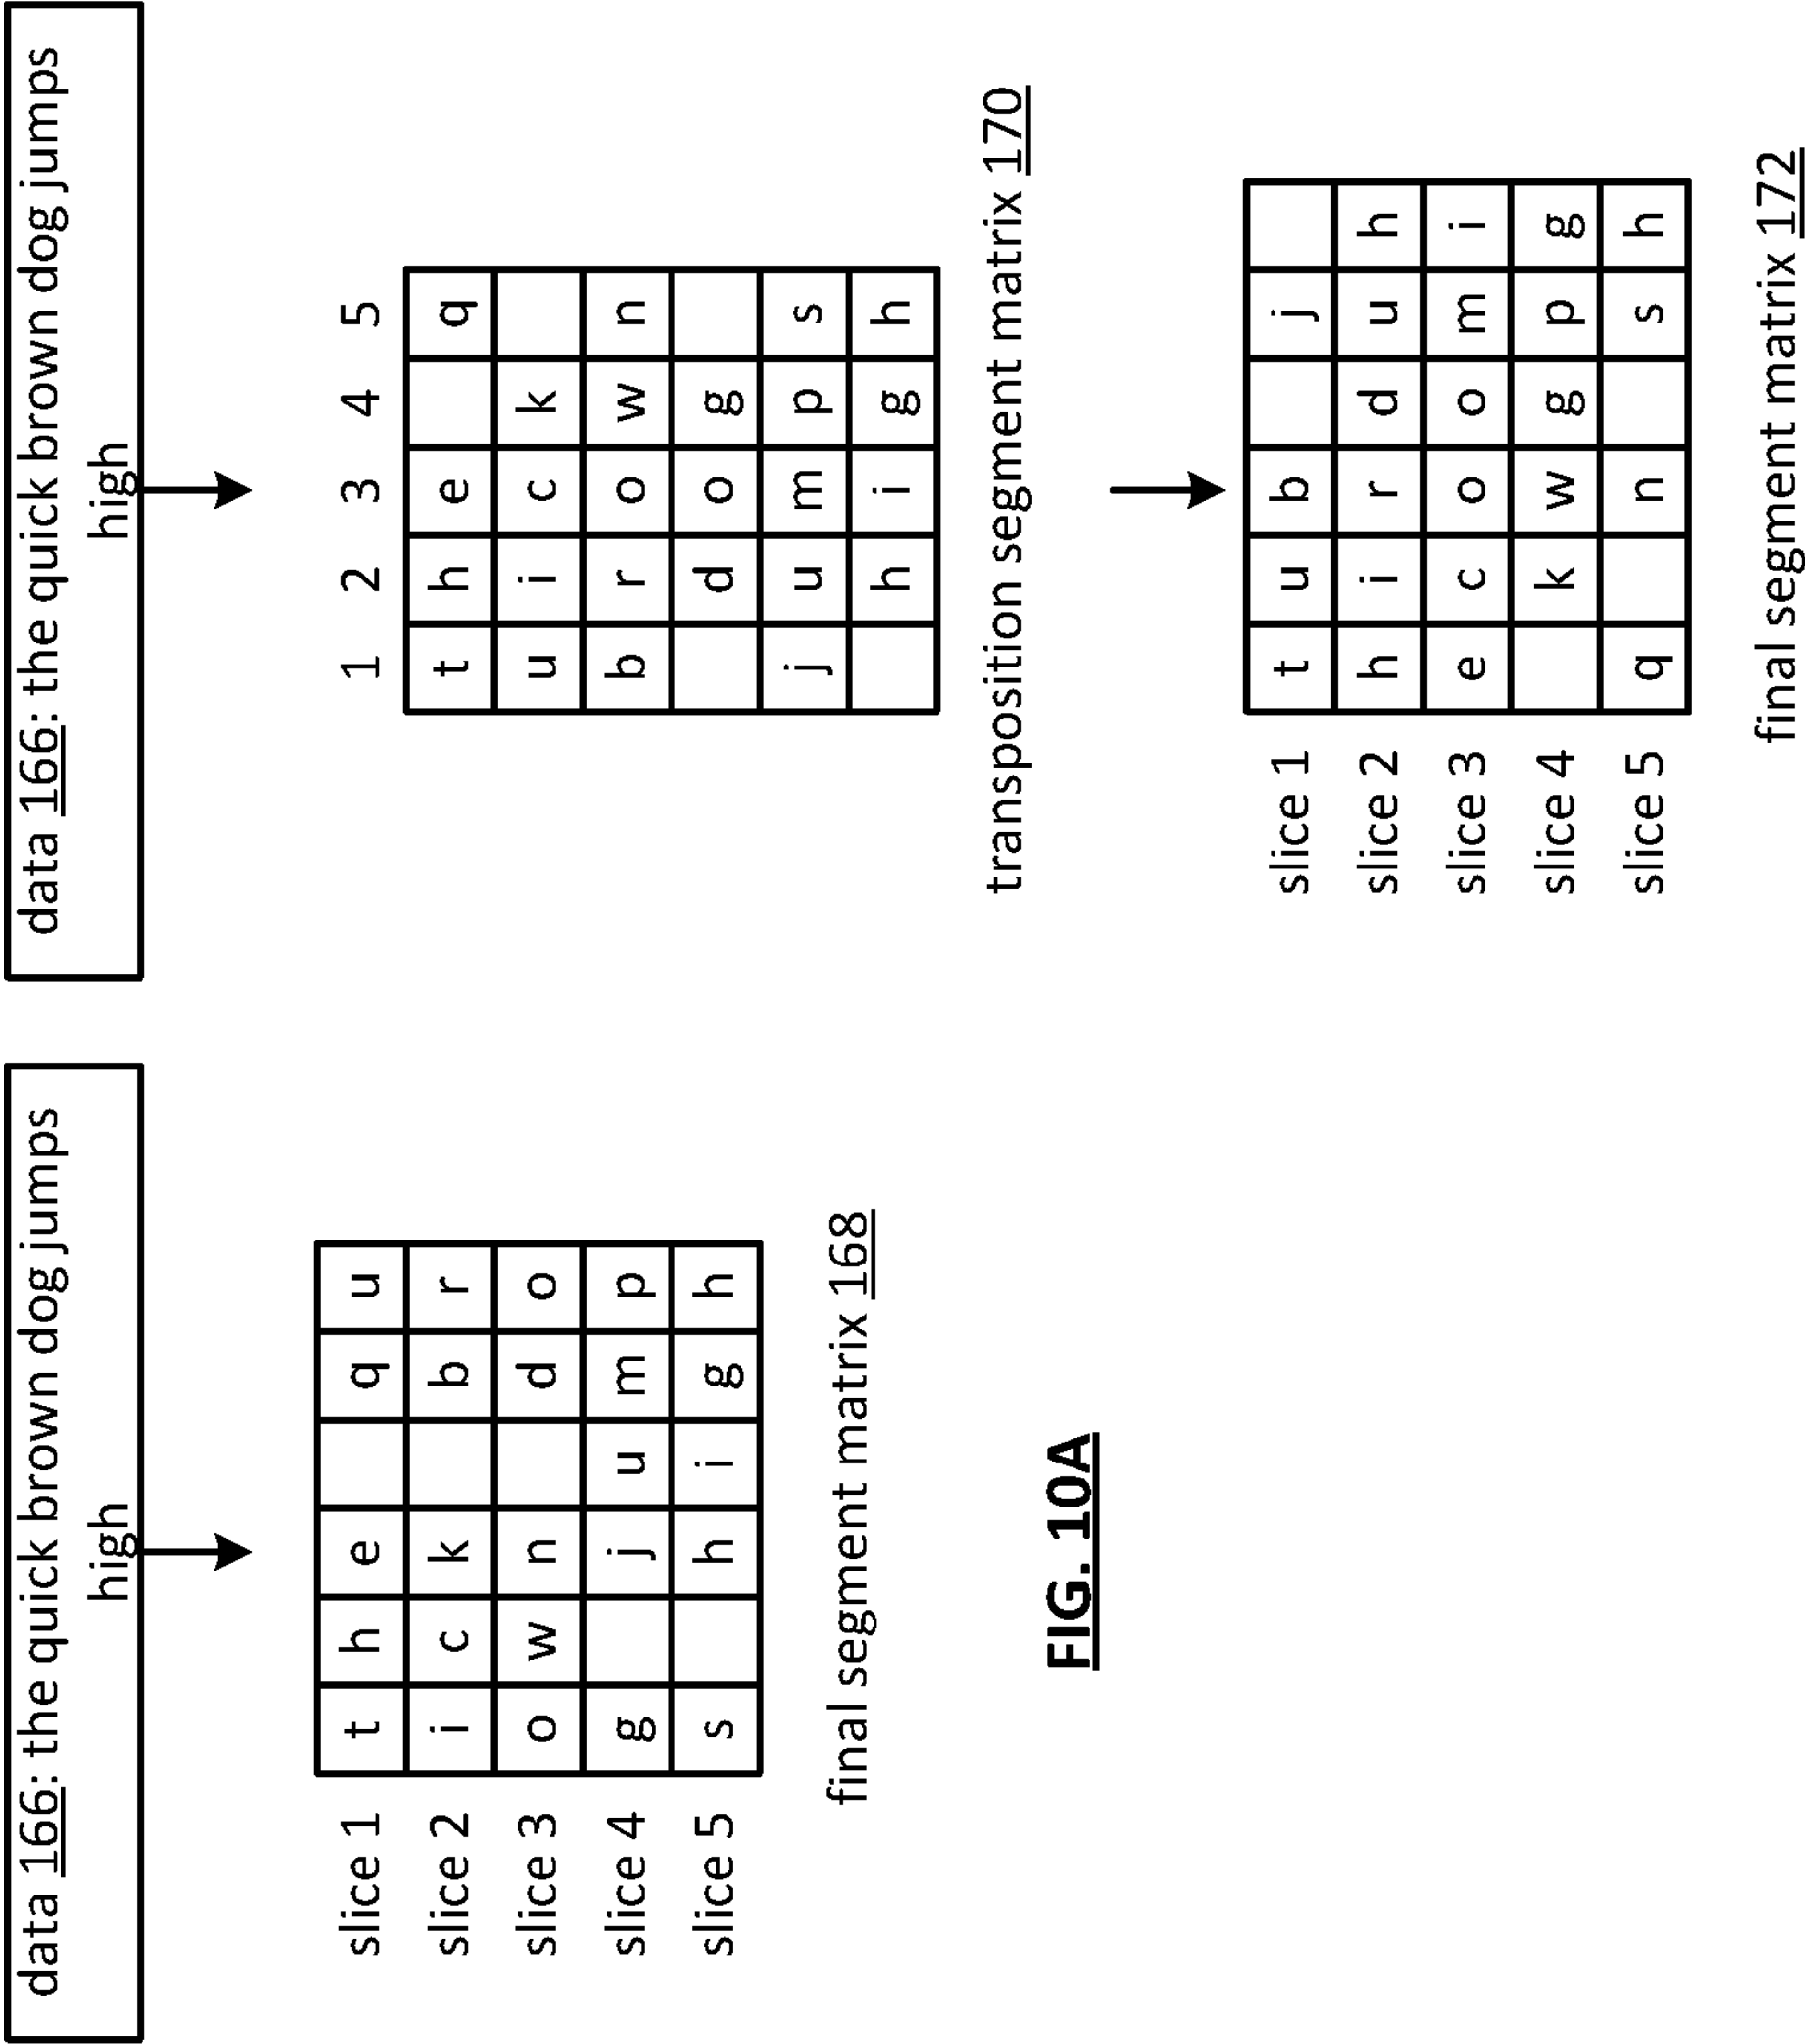 data 166: the quick brown dog jumps
high
slice 1 t h e q u
slice 2 i c k b r
slice 3 o w n d o
slice 4 g j u m p
slice 5 s h i g h
final segment matrix 168
data 166: the quick brown dog jumps
high
1 2 3 4 5
t h e q
u i c k
b r o w n
d o g
j u m p s
h i g h
transposition segment matrix 170
slice 1 t u b j
slice 2 h i r d u h
slice 3 e c o o m i
slice 4 k w g p g
slice 5 q n s h
final segment matrix 172
FIG. 10A